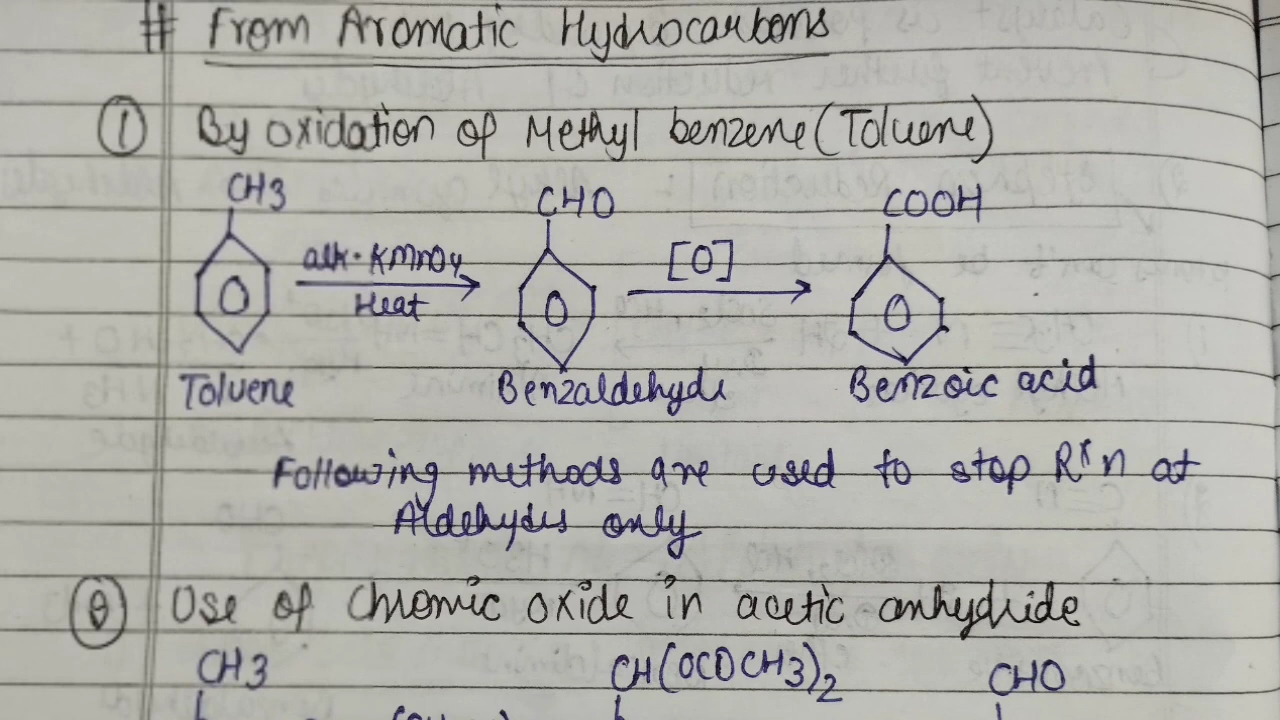 # From Aromatic Hydrocarbons
① By oxidation of Methyl benzene (Toluene)
CH3 CHO COOH
alk. KMnO4 [O]
Heat
Toluene Benzaldehyde Benzoic acid
Following methods are used to stop Rxn at
Aldehydes only
Use of Chromic oxide in acetic anhydride
CH3 CH(OCOCH3)2 CHO